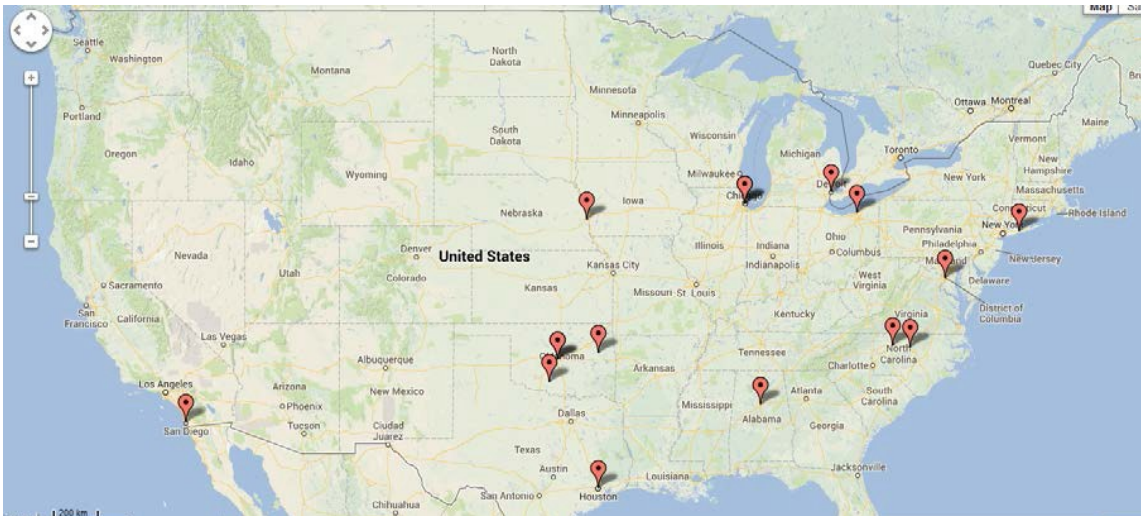 Map
Sa
Seattle
Washington
North
Dakota
Montana
Minnesota
Quebec City
Ottawa
Montreal
Portland
Minneapolis
Maine
Oregon
South
Dakota
Wisconsin
Vermont
Idaho
Michigan
Toronto
New
Hampshire
Wyoming
Milwaukee
New York
Massachusetts
Iowa
Connecticut
Nebraska
Rhode Island
New York
Pennsylvania
Nevada
Denver
United States
Illinois
Indiana
Ohio
Columbus
Philadelphia
Maryland
New Jersey
Utah
Colorado
Kansas City
Indianapolis
Sacramento
Kansas
West
Virginia
Delaware
Missouri
St. Louis
San
Francisco
California
Kentucky
Virginia
District of
Columbia
Las Vegas
Oklahoma
Albuquerque
Tennessee
North
Carolina
Los Angeles
Arizona
New Mexico
Arkansas
Charlotte
Phoenix
Mississippi
Atlanta
South
Carolina
San Diego
Tucson
Dallas
Alabama
Georgia
Ciudad
Juarez
Texas
Austin
Louisiana
Jacksonville
San Antonio
Houston
Chihuahua
200 km